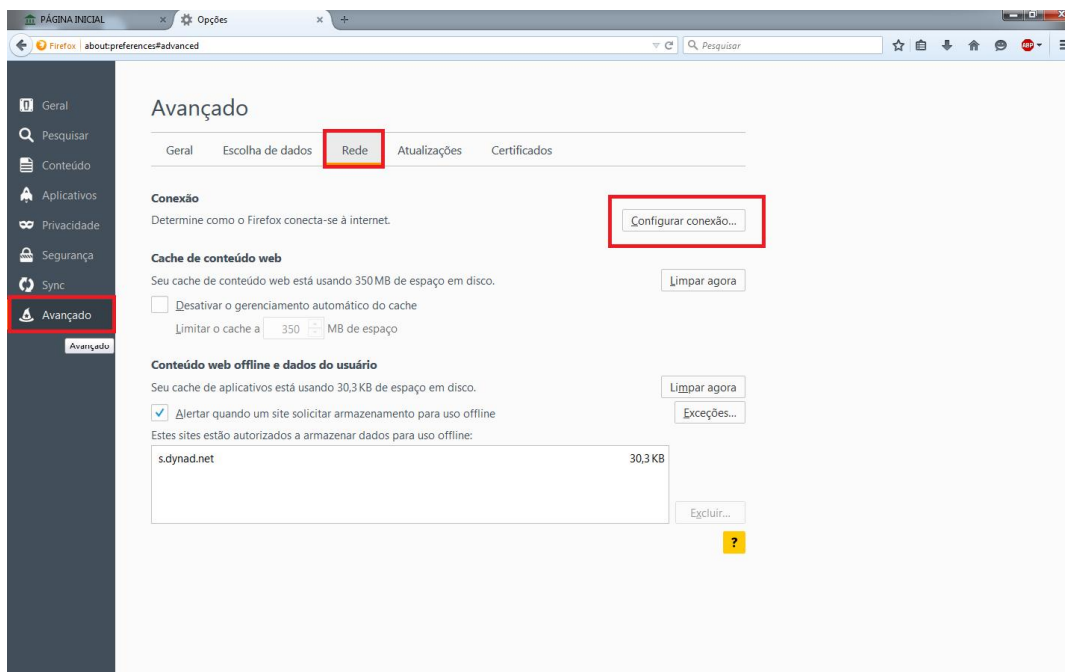 PÁGINA INICIAL
Opções
Firefox about:preferences#advanced
Pesquisar
ABP
Geral
Pesquisar
Conteúdo
Aplicativos
Privacidade
Segurança
Sync
Avançado
Avançado
Avançado
Geral Escolha de dados Rede Atualizações Certificados
Conexão
Determine como o Firefox conecta-se à internet.
Configurar conexão...
Cache de conteúdo web
Seu cache de conteúdo web está usando 350 MB de espaço em disco.
Limpar agora
Desativar o gerenciamento automático do cache
Limitar o cache a 350 MB de espaço
Conteúdo web offline e dados do usuário
Seu cache de aplicativos está usando 30,3 KB de espaço em disco.
Limpar agora
Alertar quando um site solicitar armazenamento para uso offline
Exceções...
Estes sites estão autorizados a armazenar dados para uso offline:
s.dynad.net 30,3 KB
Excluir...
?